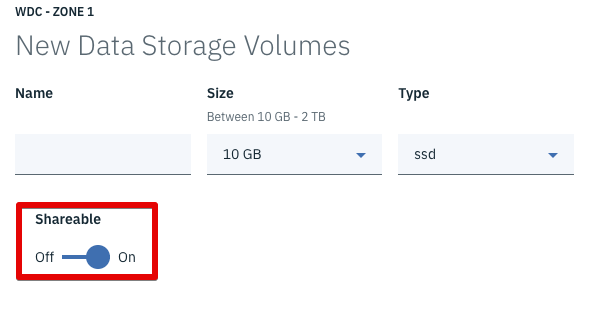 WDC - ZONE 1
New Data Storage Volumes
Name
Size
Type
Between 10 GB - 2 TB
10 GB
ssd
Shareable
Off
On